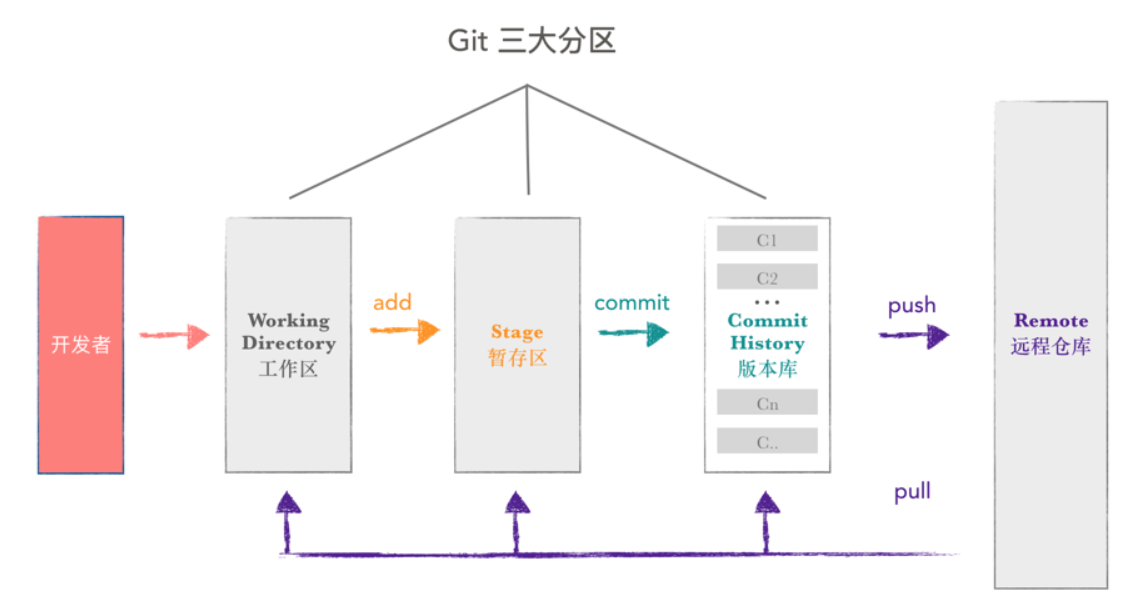 Git 三大分区
开发者
Working
Directory
工作区
add
Stage
暂存区
commit
C1
C2
...
Commit
History
版本库
Cn
C..
push
Remote
远程仓库
pull